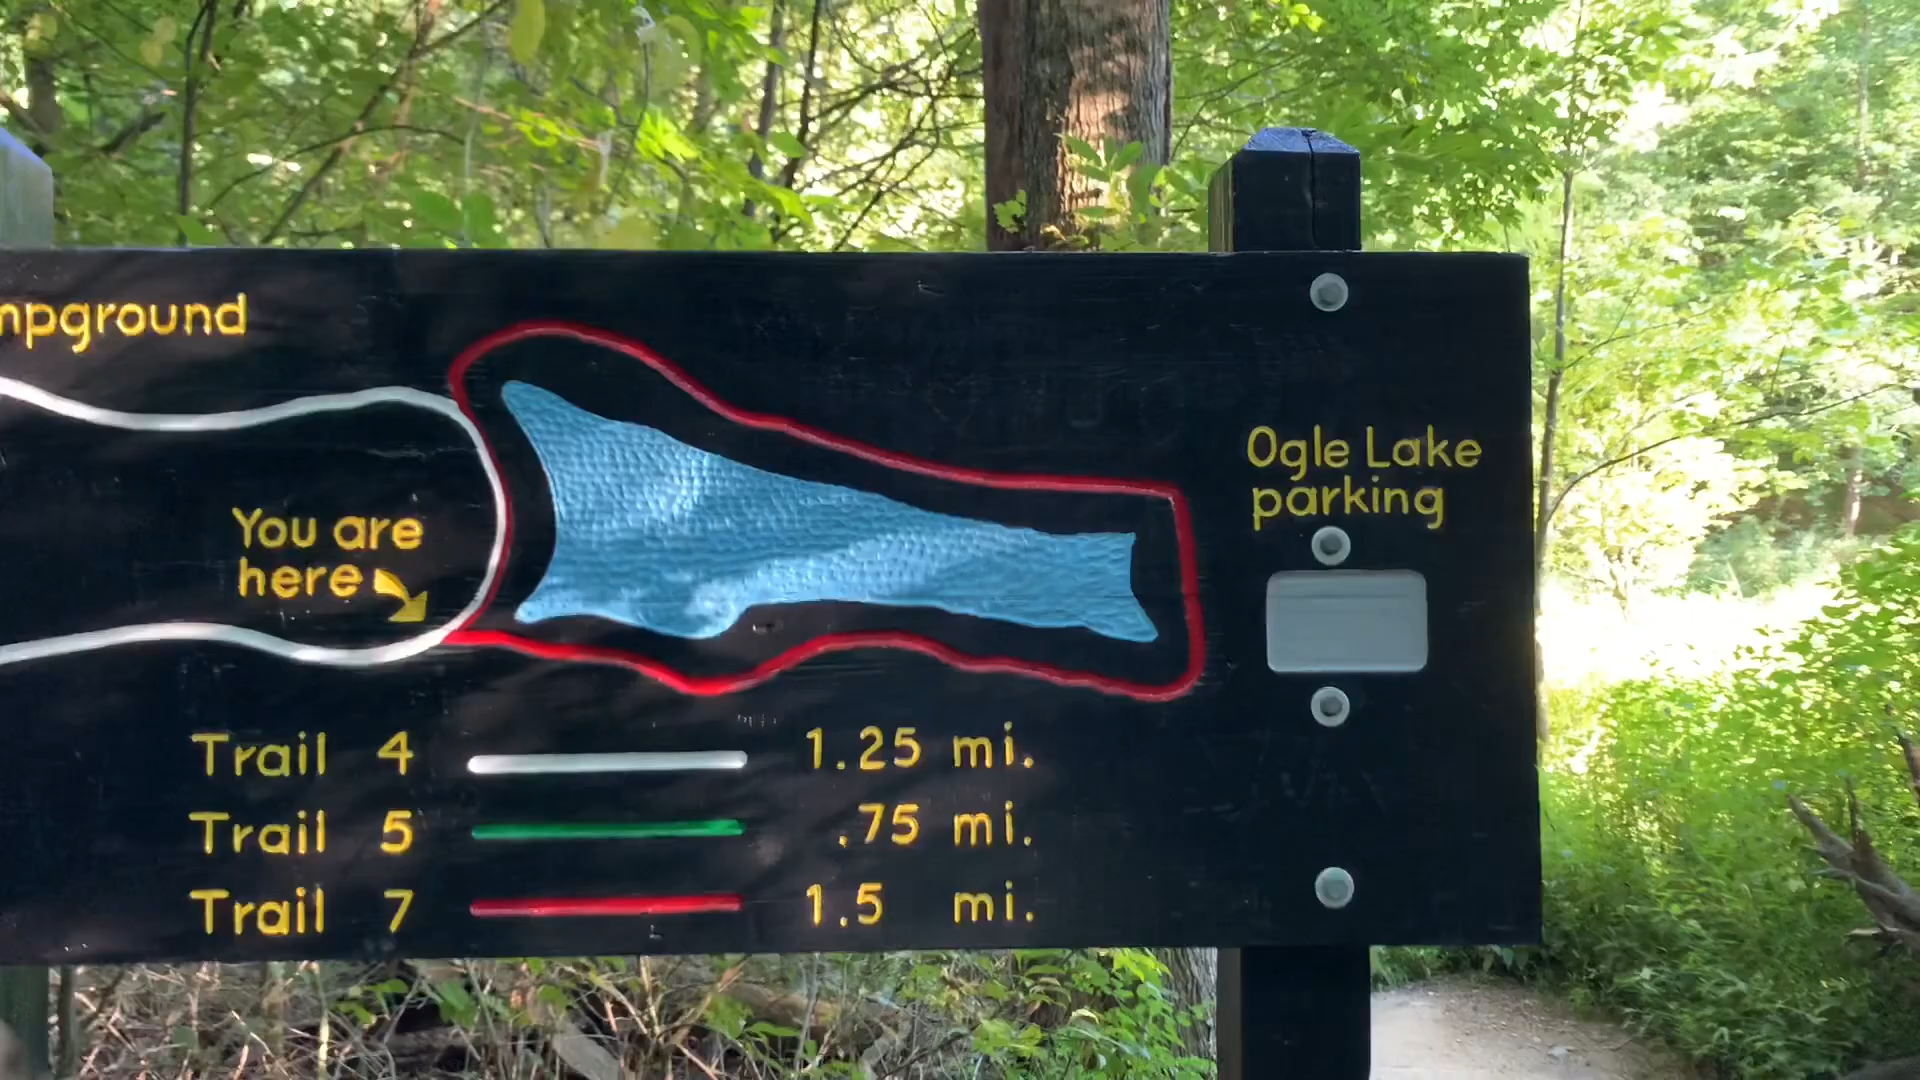 mpground
Ogle Lake
parking
You are
here
Trail 4 1.25 mi.
Trail 5 .75 mi.
Trail 7 1.5 mi.